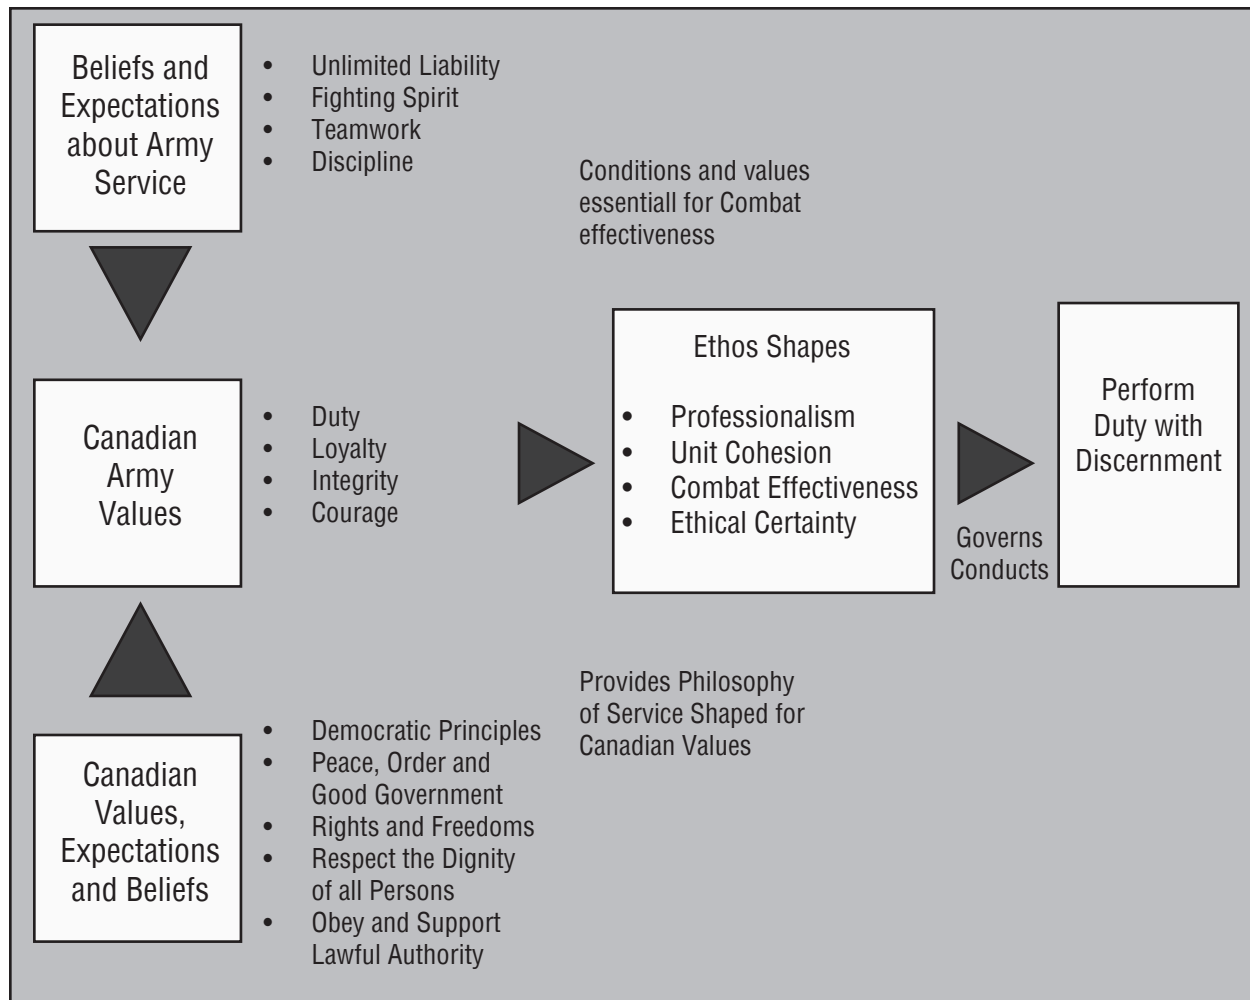 Beliefs and
Expectations
about Army
Service
• Unlimited Liability
• Fighting Spirit
• Teamwork
• Discipline
Conditions and values
essentiall for Combat
effectiveness
Canadian
Army
Values
• Duty
• Loyalty
• Integrity
• Courage
Ethos Shapes
• Professionalism
• Unit Cohesion
• Combat Effectiveness
• Ethical Certainty
Governs
Conducts
Perform
Duty with
Discernment
Canadian
Values,
Expectations
and Beliefs
• Democratic Principles
• Peace, Order and
Good Government
• Rights and Freedoms
• Respect the Dignity
of all Persons
• Obey and Support
Lawful Authority
Provides Philosophy
of Service Shaped for
Canadian Values